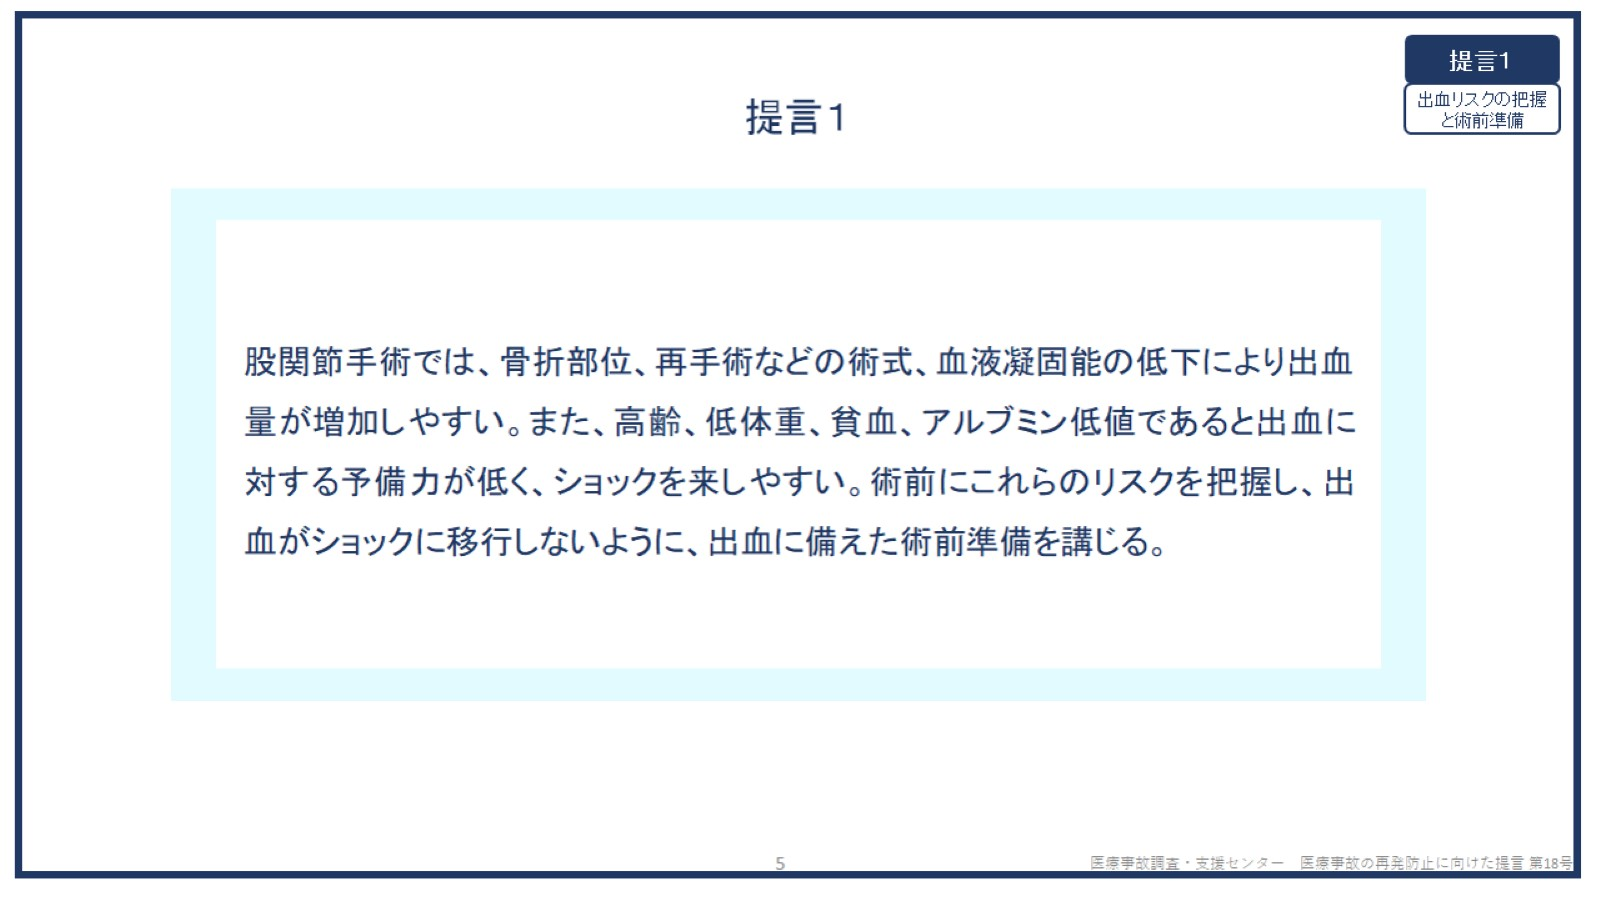 提言1
出血リスクの把握
と術前準備
提言１
股関節手術では、骨折部位、再手術などの術式、血液凝固能の低下により出血
量が増加しやすい。また、高齢、低体重、貧血、アルブミン低値であると出血に
対する予備力が低く、ショックを来しやすい。術前にこれらのリスクを把握し、出
血がショックに移行しないように、出血に備えた術前準備を講じる。
5
医療事故調査・支援センター　医療事故の再発防止に向けた提言 第18号